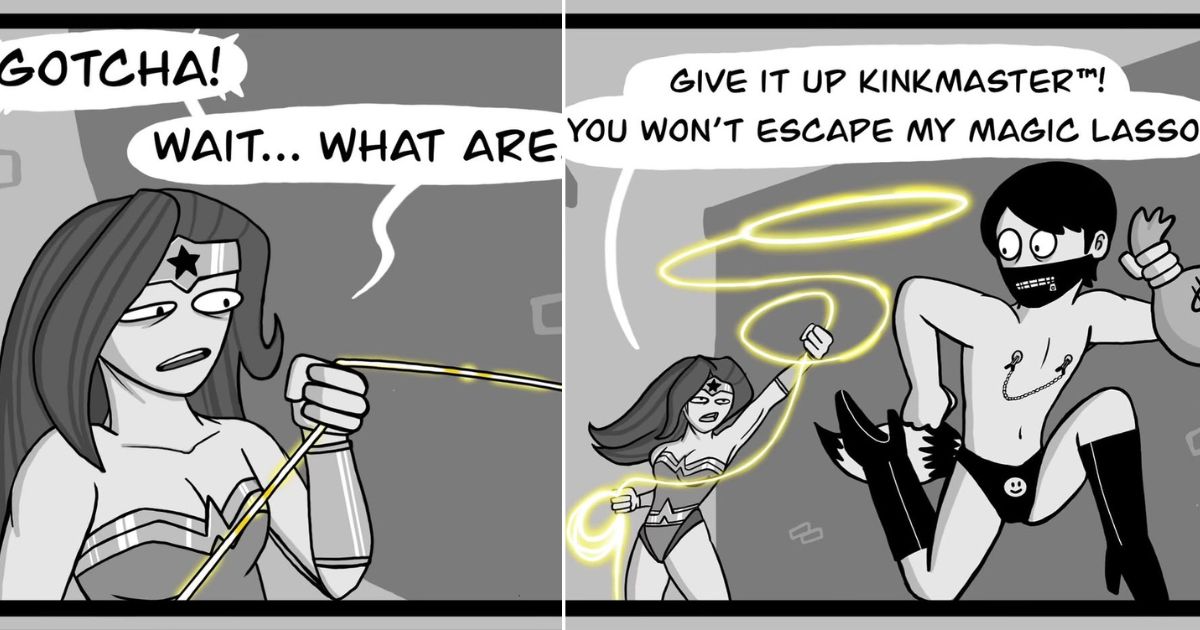 GOTCHA!
WAIT... WHAT ARE
GIVE IT UP KINKMASTER™!
YOU WON'T ESCAPE MY MAGIC LASSO